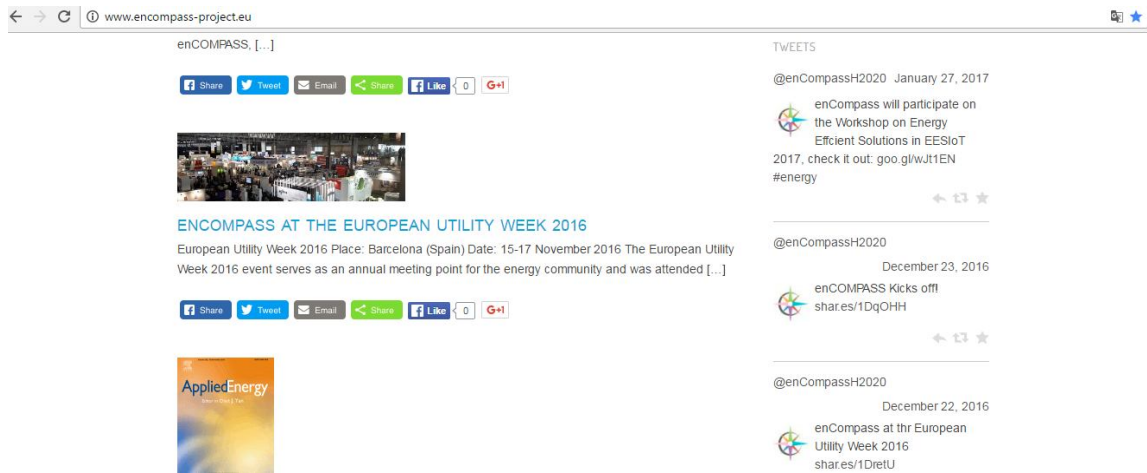 www.encompass-project.eu
enCOMPASS, [...]
Share Tweet Email Share Like 0 G+1
ENCOMPASS AT THE EUROPEAN UTILITY WEEK 2016
European Utility Week 2016 Place: Barcelona (Spain) Date: 15-17 November 2016 The European Utility
Week 2016 event serves as an annual meeting point for the energy community and was attended [...]
Share Tweet Email Share Like 0 G+1
AppliedEnergy
TWEETS
@enCompassH2020 January 27, 2017
enCompass will participate on
the Workshop on Energy
Effcient Solutions in EESIoT
2017, check it out: goo.gl/wJt1EN
#energy
@enCompassH2020
December 23, 2016
enCOMPASS Kicks off!
shar.es/1DqOHH
@enCompassH2020
December 22, 2016
enCompass at thr European
Utility Week 2016
shar.es/1DretU